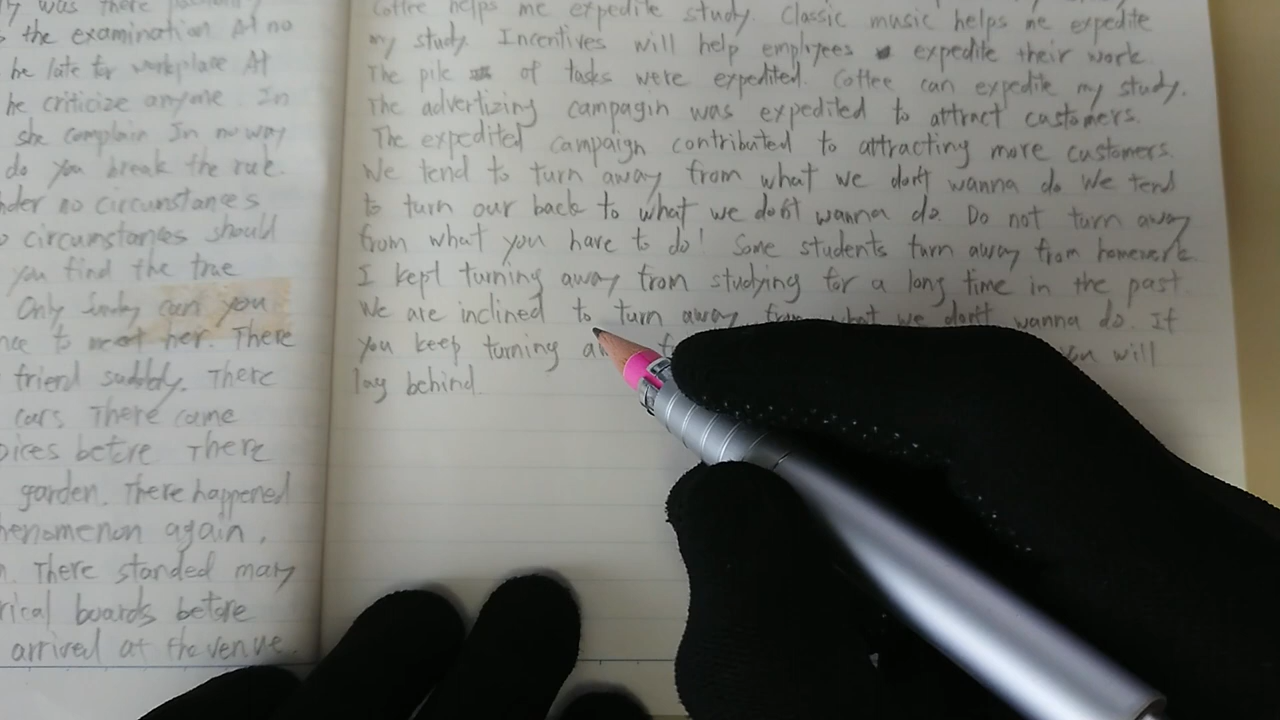 was there
the examination. At no
be late for workplace At
he criticize anyone. In
she complain In no way
do you break the rule.
nder no circumstances
circumstances should
you find the true
Only can you
to meet her. There
friend suddely. There
cars There came
oices before There
garden. There happened
henomenon again.
There standed many
rical boards before
arrived at the venue.
Coffee helps me expedite study. Classic music helps me expedite
my study. Incentives will help employees expedite their work
The pile of tasks were expedited. Coffee can expedite my study.
The advertizing campagin was expedited to attract customers.
The expedited campaign contributed to attracting more customers.
We tend to turn away from what we don't wanna do We tend
to turn our back to what we don't wanna do. Do not turn away
from what you have to do! Some students turn away from homework
I kept turning away from studying for a long time in the past.
We are inclined to turn away from what we don't wanna do. If
you keep turning you will
lag behind.